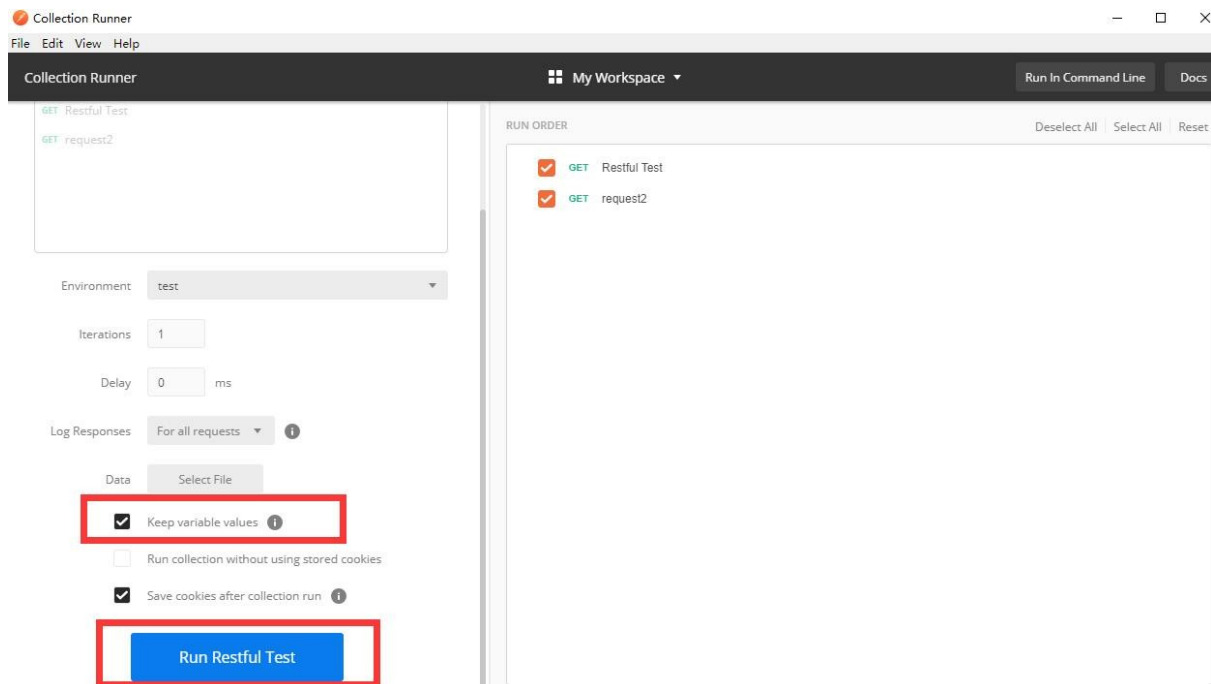 Collection Runner
File Edit View Help
Collection Runner
My Workspace
Run In Command Line
Docs
GET Restful Test
GET request2
RUN ORDER
Deselect All
Select All
Reset
GET Restful Test
GET request2
Environment
test
Iterations
1
Delay
0
ms
Log Responses
For all requests
Data
Select File
Keep variable values
Run collection without using stored cookies
Save cookies after collection run
Run Restful Test